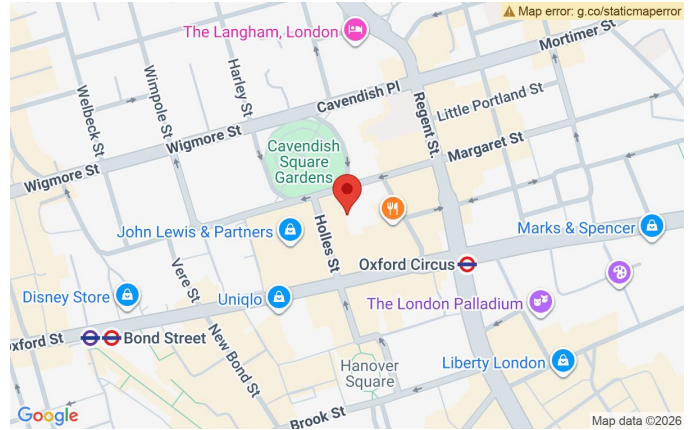 Map error: g.co/staticmaperror
The Langham, London
Mortimer St
Welbeck St
Wimpole St
Harley St
Cavendish Pl
Regent St.
Little Portland St
Wigmore St
Margaret St
Cavendish
Square
Gardens
Wigmore St
John Lewis & Partners
Holles St
Marks & Spencer
Oxford Circus
Vere St
Disney Store
Uniqlo
The London Palladium
oxford St
Bond Street
New Bond St
Hanover
Square
Liberty London
Brook St
Google
Map data ©2026